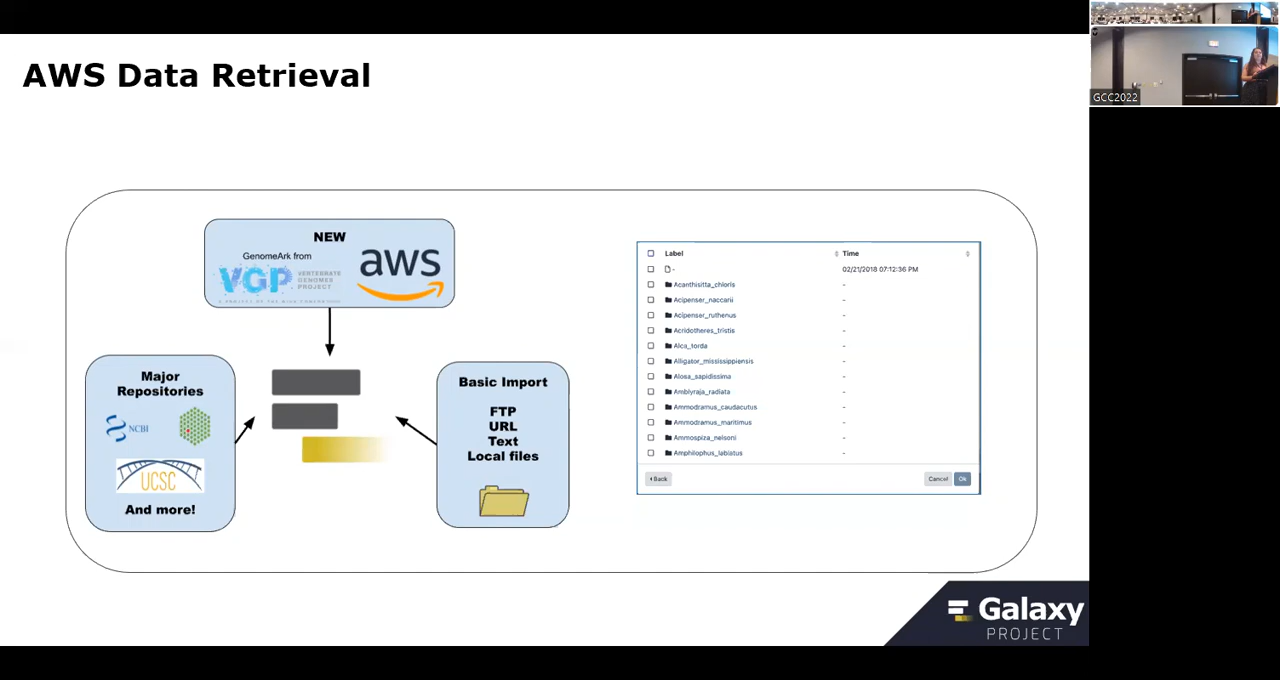 AWS Data Retrieval
GCC2022
NEW
GenomeArk from
VGP
VERTEBRATE
GENOMES
PROJECT
aws
Major
Repositories
NCBI
UCSC
And more!
Basic Import
FTP
URL
Text
Local files
Label Time
- 02/21/2018 07:12:36 PM
Acanthisitta_chloris -
Acipenser_naccarii -
Acipenser_ruthenus -
Acridotheres_tristis -
Alca_torda -
Alligator_mississippiensis -
Alosa_sapidissima -
Amblyraja_radiata -
Ammodramus_caudacutus -
Ammodramus_maritimus -
Ammospiza_nelsoni -
Amphilophus_labiatus -
Back Cancel Ok
Galaxy
PROJECT